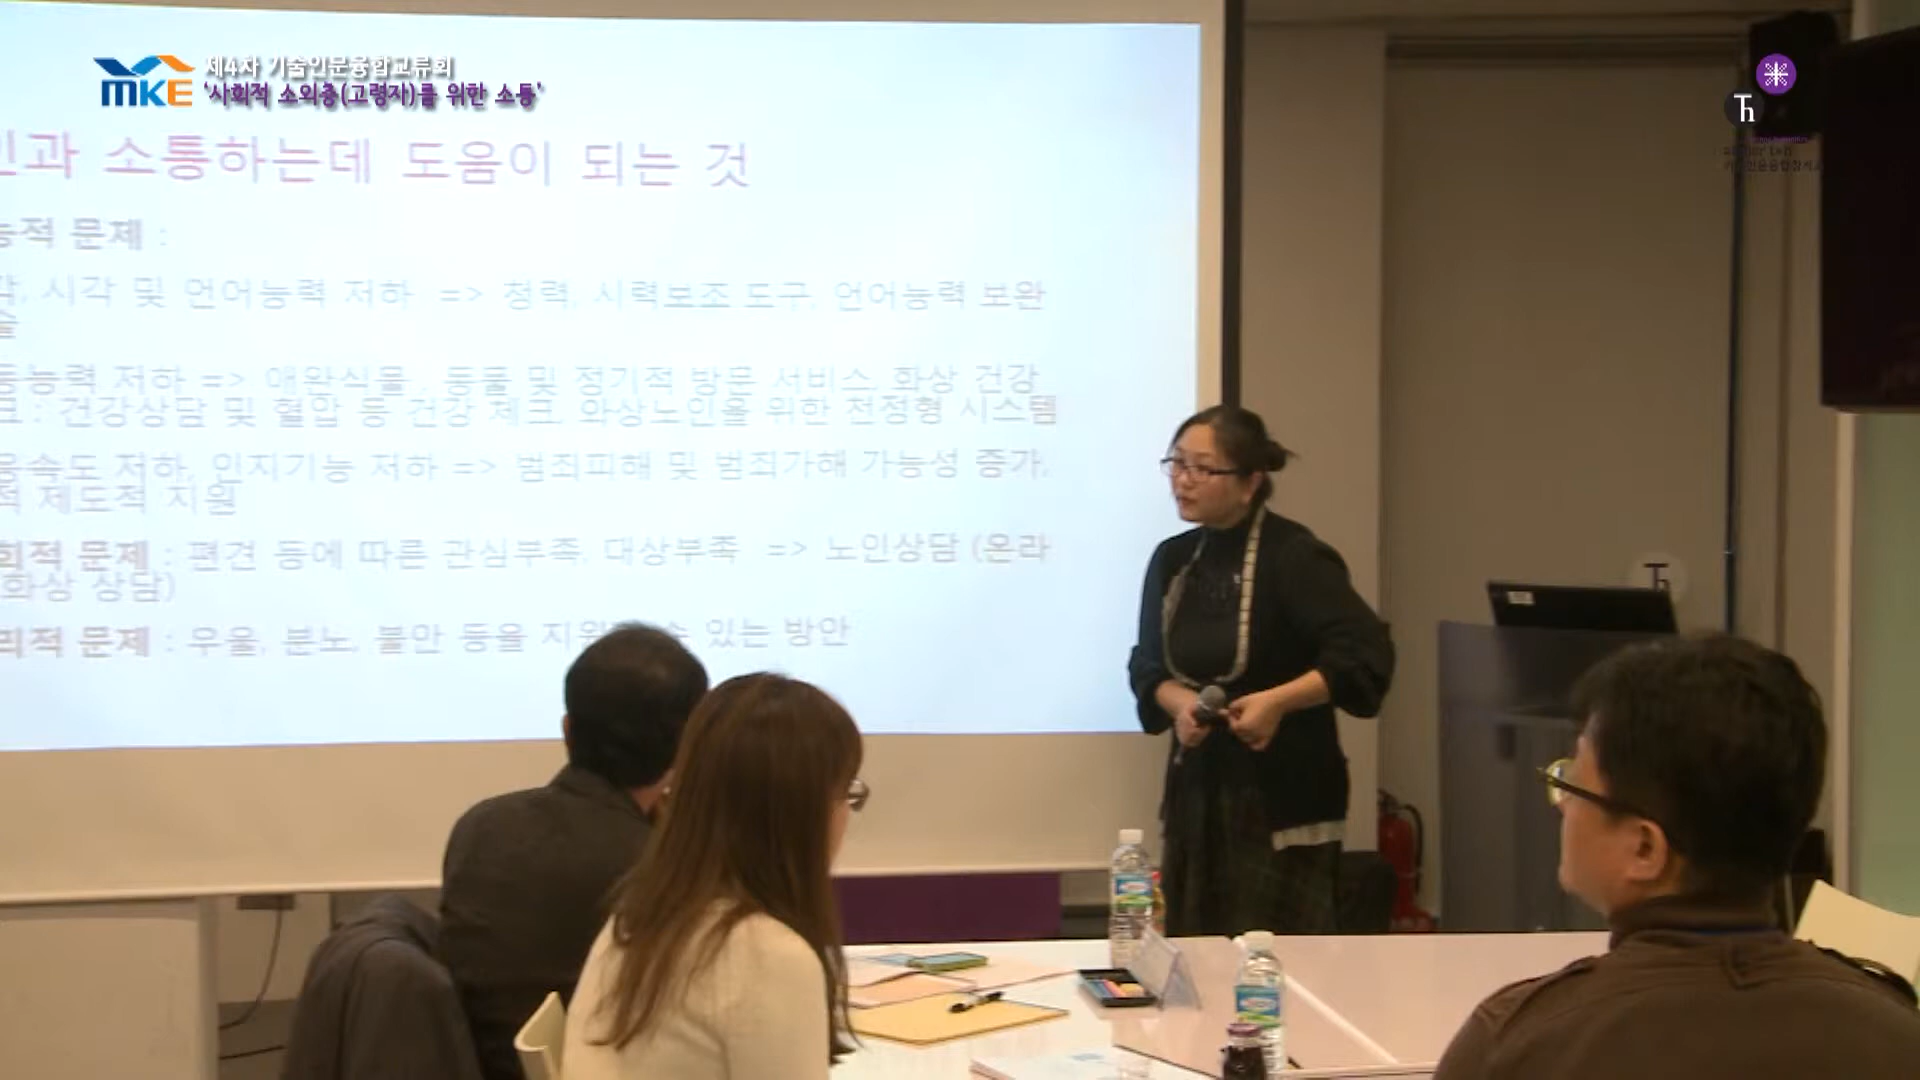 MKE 제4차 기술인문융합교류회
'사회적 소외층(고령자)를 위한 소통'
Th
인과 소통하는데 도움이 되는 것
능적 문제 :
각, 시각 및 언어능력 저하 => 청력, 시력보조 도구, 언어능력 보완
술
동능력 저하 => 애완식물, 동물 및 정기적 방문 서비스, 화상 건강
크 : 건강상담 및 혈압 등 건강 체크, 와상노인을 위한 천정형 시스템
응속도 저하, 인지기능 저하 => 범죄피해 및 범죄가해 가능성 증가,
적 제도적 지원
회적 문제 : 편견 등에 따른 관심부족, 대상부족 => 노인상담 (온라
화상 상담)
리적 문제 : 우울, 분노, 불안 등을 있는 방안